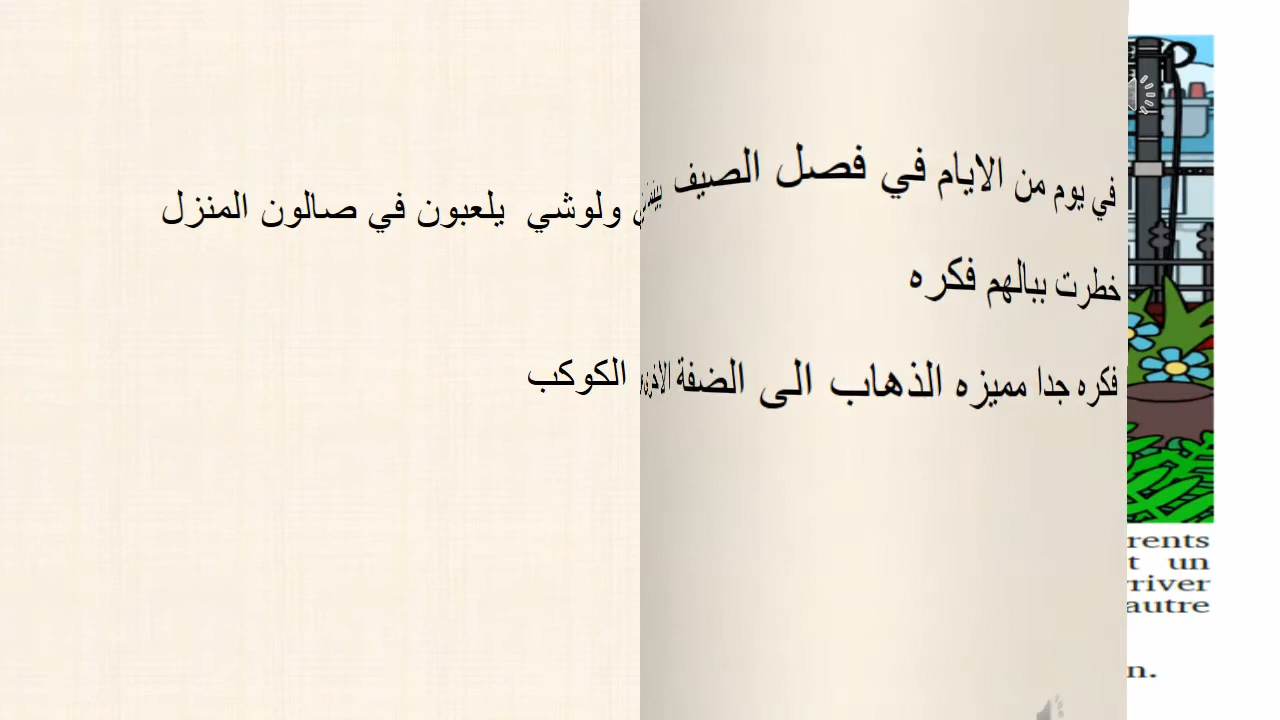 في يوم من الايام في فصل الصيف ولوشي يلعبون في صالون المنزل
خطرت ببالهم فكره
فكره جدا مميزه الذهاب الى الضفة الاخرى الكوكب
rents
t un
river
autre
n.